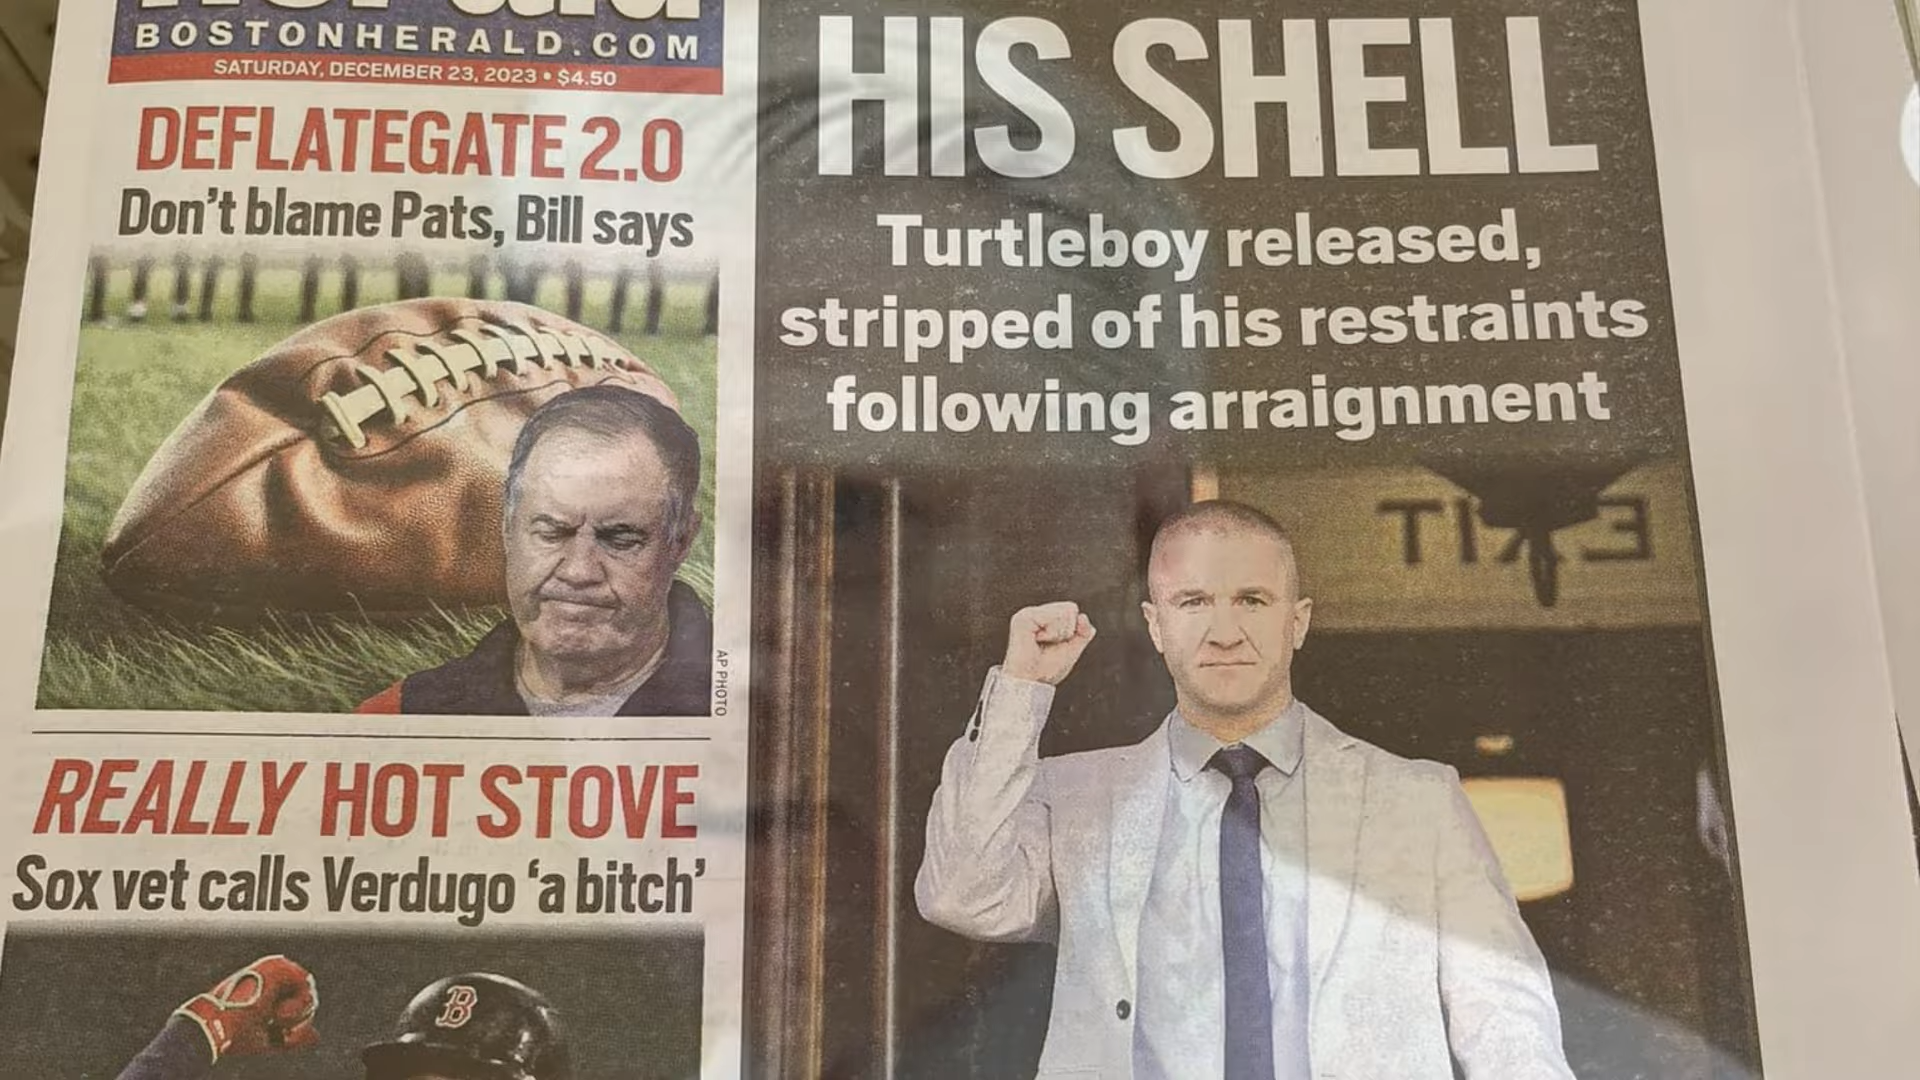 Herald
BOSTONHERALD.COM
SATURDAY, DECEMBER 23, 2023 • $4.50
DEFLATEGATE 2.0
Don't blame Pats, Bill says
AP PHOTO
REALLY HOT STOVE
Sox vet calls Verdugo ‘a bitch’
B
HIS SHELL
Turtleboy released,
stripped of his restraints
following arraignment
EXIT